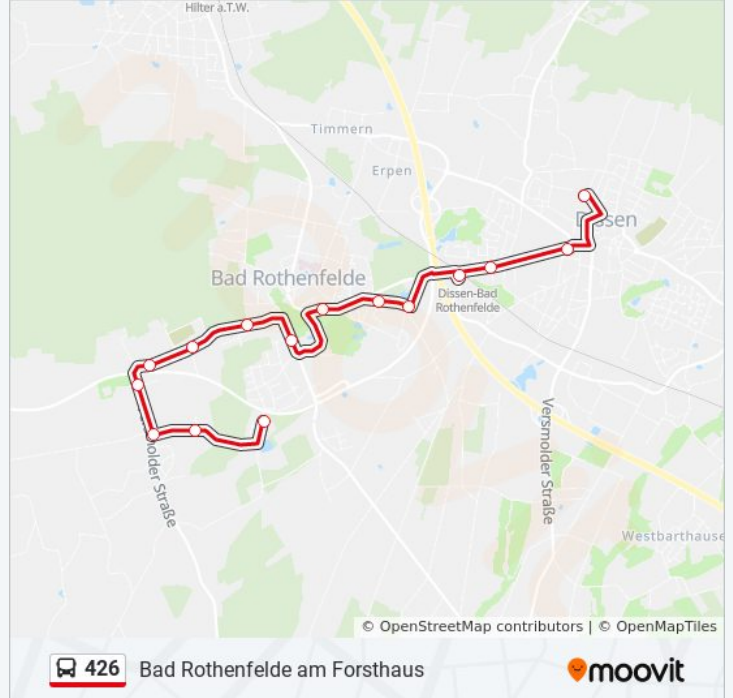 Hilter a.T.W.
Timmern
Erpen
Dissen
Bad Rothenfelde
Dissen-Bad
Rothenfelde
Versmolder Straße
molder Straße
Westbarthause
© OpenStreetMap contributors | © OpenMapTiles
426 Bad Rothenfelde am Forsthaus
moovit